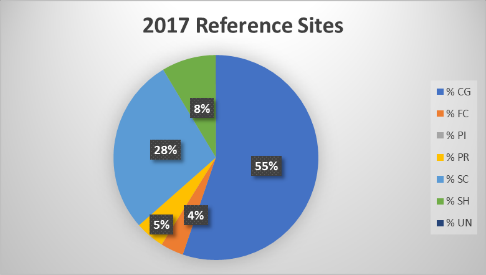 2017 Reference Sites
8%
28%
55%
5%
4%
% CG
% FC
% PI
% PR
% SC
% SH
% UN